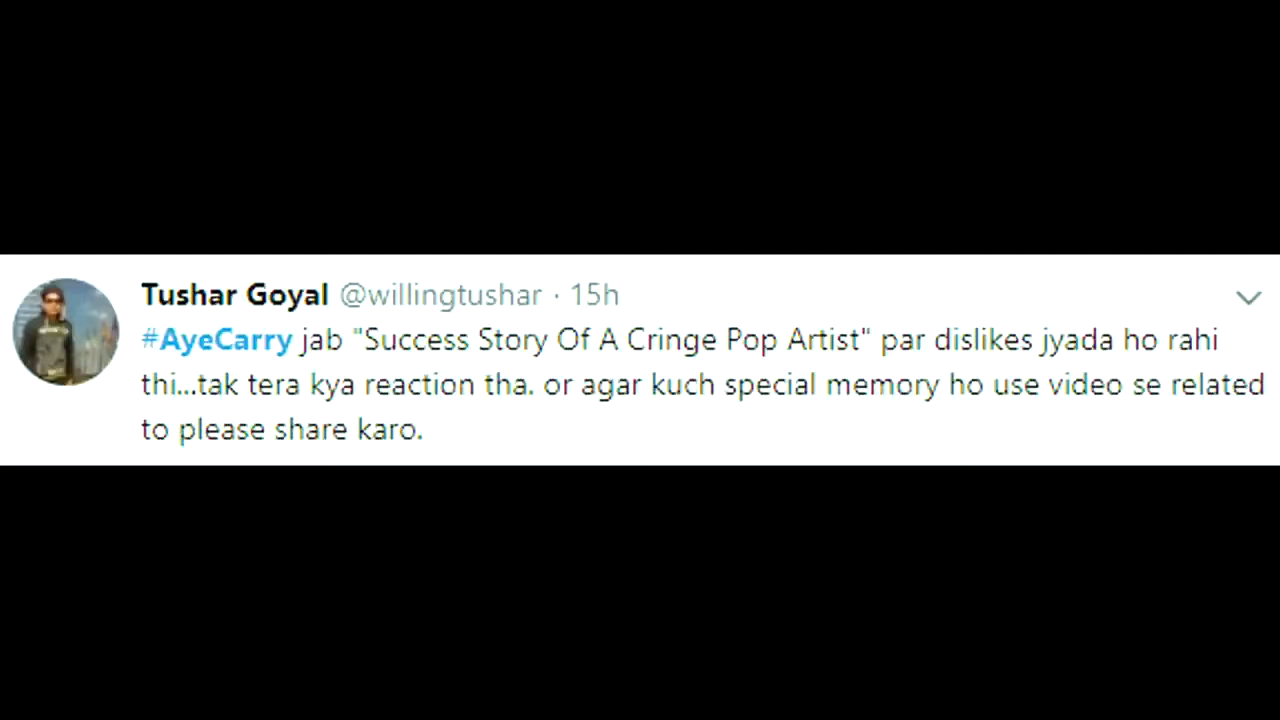 Tushar Goyal @willingtushar · 15h
#AyeCarry jab "Success Story Of A Cringe Pop Artist" par dislikes jyada ho rahi
thi...tak tera kya reaction tha. or agar kuch special memory ho use video se related
to please share karo.